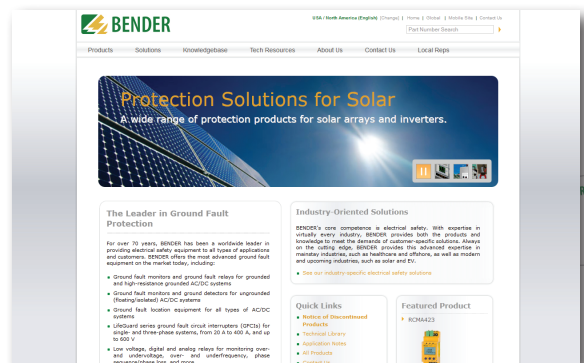 BENDER
USA / North America (English) [Change] | Home | Global | Mobile Site | Contact Us
Part Number Search
Products Solutions Knowledgebase Tech Resources About Us Contact Us Local Reps
Protection Solutions for Solar
A wide range of protection products for solar arrays and inverters.
The Leader in Ground Fault
Protection
For over 70 years, BENDER has been a worldwide leader in
providing electrical safety equipment to all types of applications
and customers. BENDER offers the most advanced ground fault
equipment on the market today, including:
Ground fault monitors and ground fault relays for grounded
and high-resistance grounded AC/DC systems
Ground fault monitors and ground detectors for ungrounded
(floating/isolated) AC/DC systems
Ground fault location equipment for all types of AC/DC
systems
LifeGuard series ground fault circuit interrupters (GFCIs) for
single- and three-phase systems, from 20 A to 400 A, and up
to 600 V
Low voltage, digital and analog relays for monitoring over-
and undervoltage, over- and underfrequency, phase
sequence/phase loss, and more
Industry-Oriented Solutions
BENDER's core competence is electrical safety. With expertise in
virtually every industry, BENDER provides both the products and
knowledge to meet the demands of customer-specific solutions. Always
on the cutting edge, BENDER provides this advanced expertise in
mainstay industries, such as healthcare and offshore, as well as modern
and upcoming industries, such as solar and EV.
See our industry-specific electrical safety solutions
Quick Links
Notice of Discontinued
Products
Technical Library
Application Notes
All Products
Contact Us
Featured Product
RCMA423